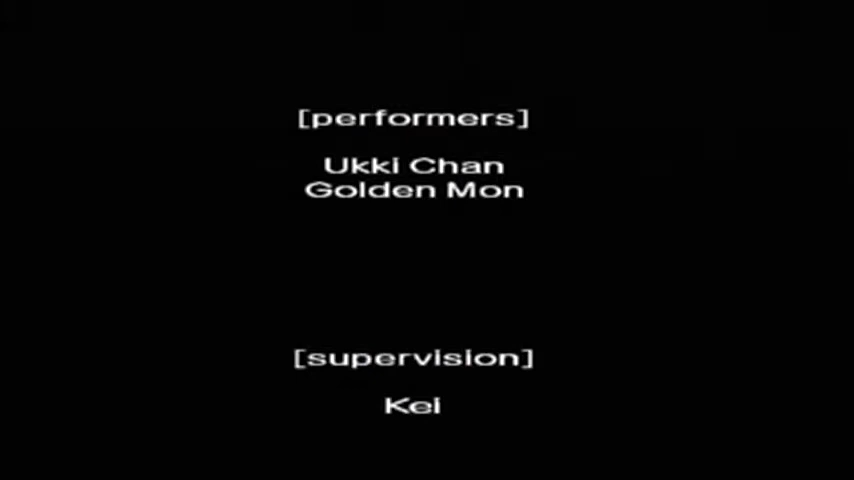 [performers]
Ukki Chan
Golden Mon
[supervision]
Kei